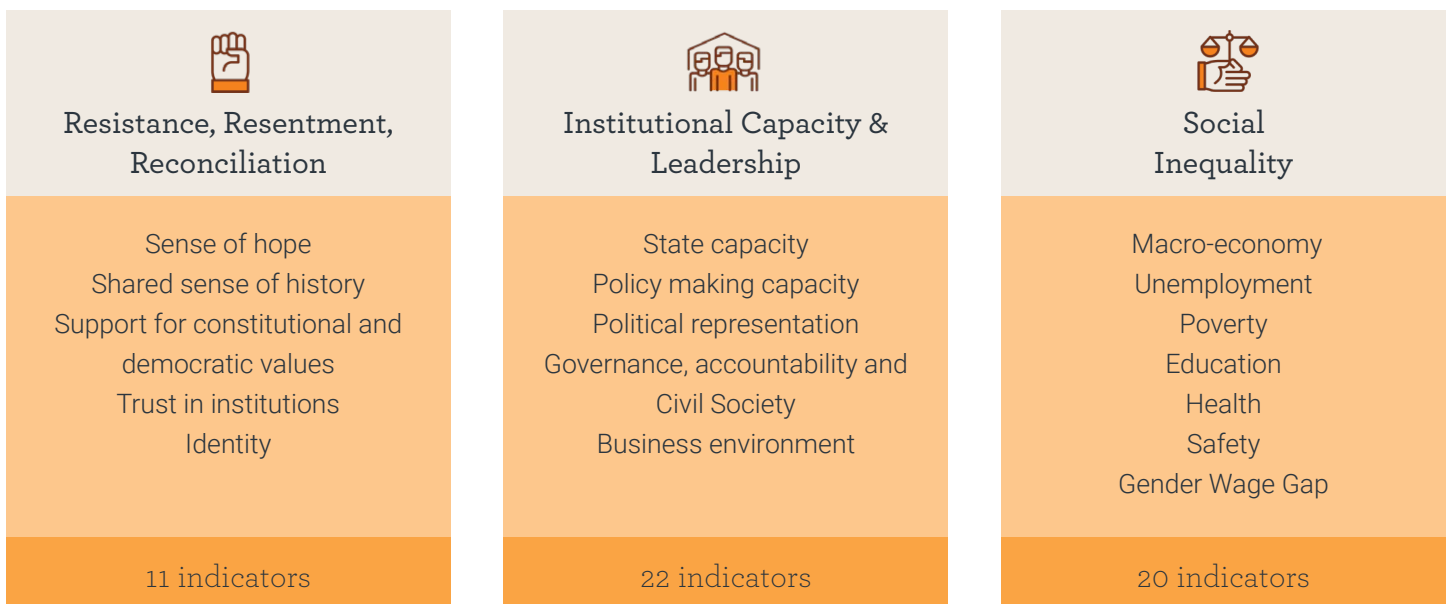 Resistance, Resentment,
Reconciliation
Sense of hope
Shared sense of history
Support for constitutional and
democratic values
Trust in institutions
Identity
11 indicators
Institutional Capacity &
Leadership
State capacity
Policy making capacity
Political representation
Governance, accountability and
Civil Society
Business environment
22 indicators
Social
Inequality
Macro-economy
Unemployment
Poverty
Education
Health
Safety
Gender Wage Gap
20 indicators